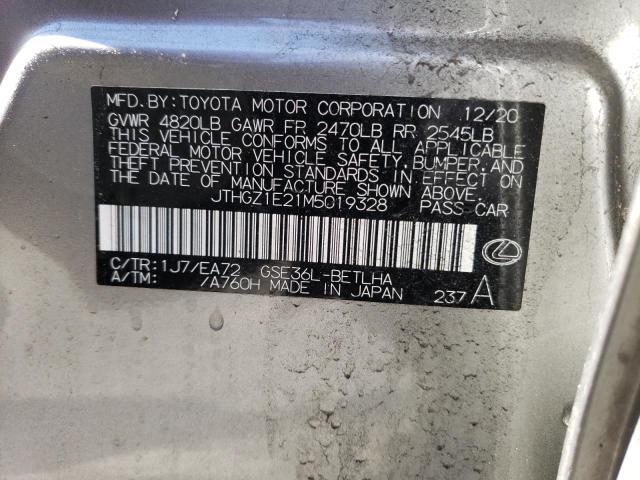 MFD. BY: TOYOTA MOTOR CORPORATION 12/20
GVWR 4820LB GAWR FR 2470LB RR 2545LB
THIS VEHICLE CONFORMS TO ALL APPLICABLE
FEDERAL MOTOR VEHICLE SAFETY, BUMPER, AND
THEFT PREVENTION STANDARDS IN EFFECT ON
THE DATE OF MANUFACTURE SHOWN ABOVE.
JTHGZ1E21M5019328 PASS CAR
C/TR: 1J7/EA72 GSE36L-BETLHA
A/TM: /A760H MADE IN JAPAN 237 A